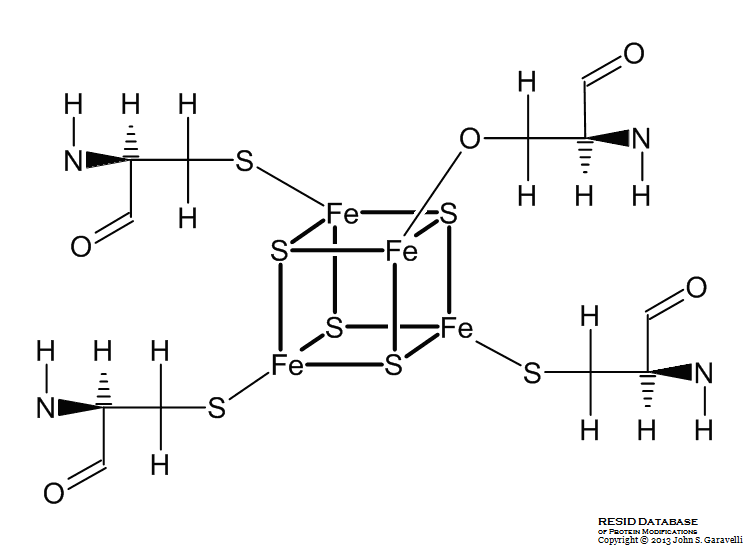 O
H
H H H
H
N S O N
H H H
O
Fe S
S Fe
O
H
S Fe
H H H
Fe S
S N
N S
H H H
H
O
RESID DATABASE
OF PROTEIN MODIFICATIONS
Copyright © 2013 John S. Garavelli